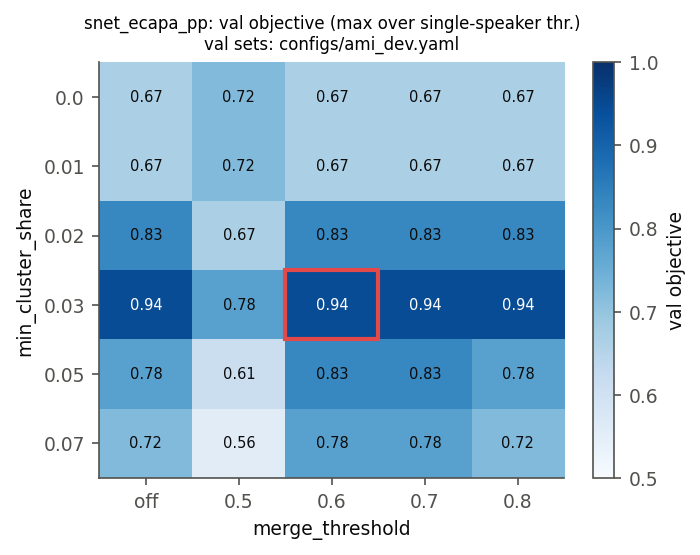 snet_ecapa_pp: val objective (max over single-speaker thr.)
val sets: configs/ami_dev.yaml
min_cluster_share
0.0 0.67 0.72 0.67 0.67 0.67
0.01 0.67 0.72 0.67 0.67 0.67
0.02 0.83 0.67 0.83 0.83 0.83
0.03 0.94 0.78 0.94 0.94 0.94
0.05 0.78 0.61 0.83 0.83 0.78
0.07 0.72 0.56 0.78 0.78 0.72
off 0.5 0.6 0.7 0.8
merge_threshold
1.0
0.9
0.8
0.7
0.6
0.5
val objective